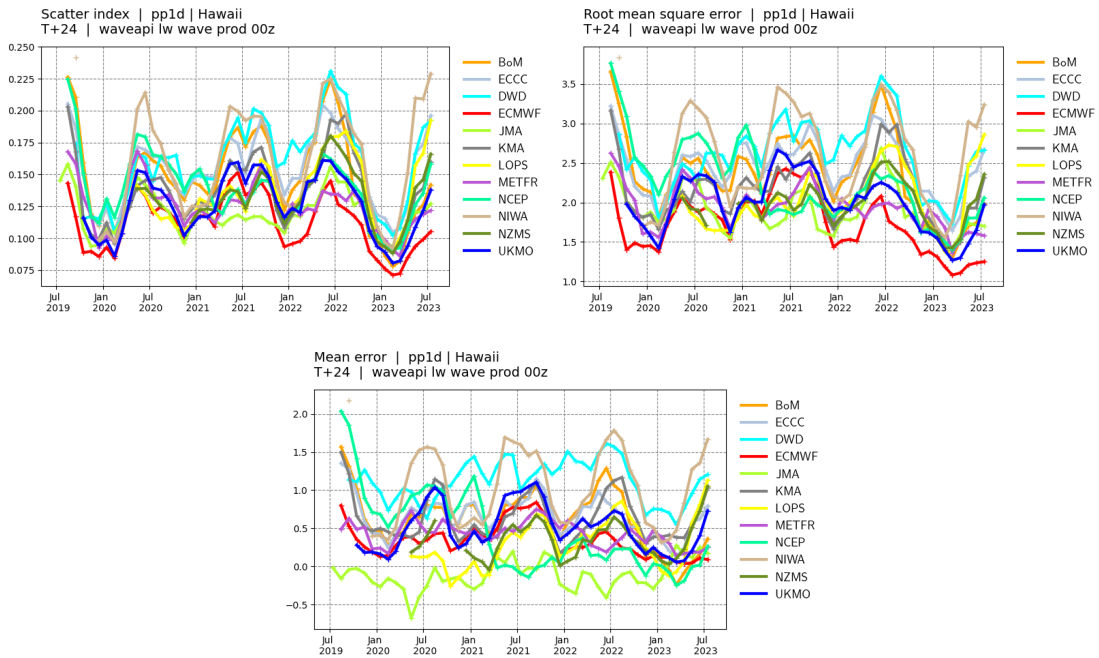 Scatter index | pp1d | Hawaii
T+24 | waveapi lw wave prod 00z
0.250
0.225
0.200
0.175
0.150
0.125
0.100
0.075
Jul Jan Jul Jan Jul Jan Jul Jan Jul
2019 2020 2020 2021 2021 2022 2022 2023 2023
BoM
ECCC
DWD
ECMWF
JMA
KMA
LOPS
METFR
NCEP
NIWA
NZMS
UKMO
Root mean square error | pp1d | Hawaii
T+24 | waveapi lw wave prod 00z
3.5
3.0
2.5
2.0
1.5
1.0
Jul Jan Jul Jan Jul Jan Jul Jan Jul
2019 2020 2020 2021 2021 2022 2022 2023 2023
BoM
ECCC
DWD
ECMWF
JMA
KMA
LOPS
METFR
NCEP
NIWA
NZMS
UKMO
Mean error | pp1d | Hawaii
T+24 | waveapi lw wave prod 00z
2.0
1.5
1.0
0.5
0.0
−0.5
Jul Jan Jul Jan Jul Jan Jul Jan Jul
2019 2020 2020 2021 2021 2022 2022 2023 2023
BoM
ECCC
DWD
ECMWF
JMA
KMA
LOPS
METFR
NCEP
NIWA
NZMS
UKMO